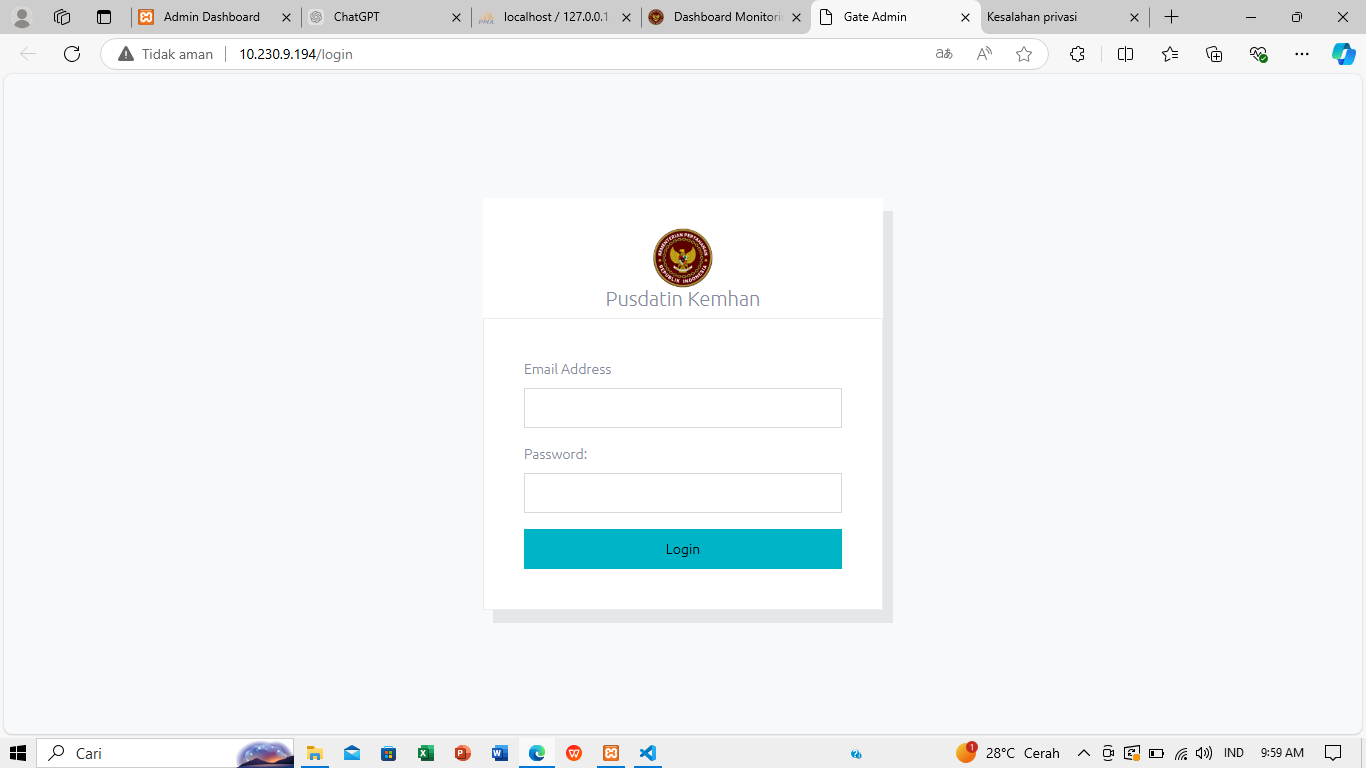 Admin Dashboard
ChatGPT
localhost / 127.0.0.1
Dashboard Monitori
Gate Admin
Kesalahan privasi
Tidak aman
10.230.9.194/login
KEMENTERIAN PERTAHANAN
REPUBLIK INDONESIA
Pusdatin Kemhan
Email Address
Password:
Login
Cari
1
28°C Cerah
IND
9:59 AM